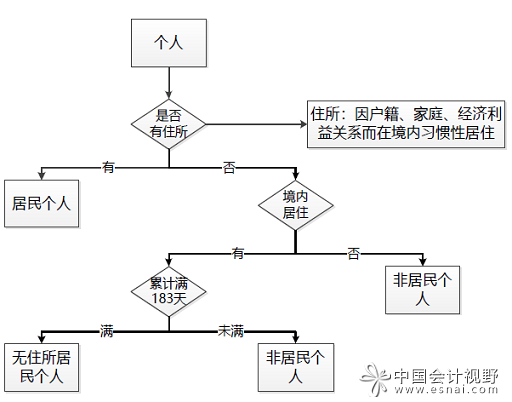 个人
是否
有住所
住所：因户籍、家庭、经济利
益关系而在境内习惯性居住
有
否
居民个人
境内
居住
有
否
累计满
183天
非居民个
人
满
未满
无住所居
民个人
非居民个
人
中国会计视野
www.esnai.com